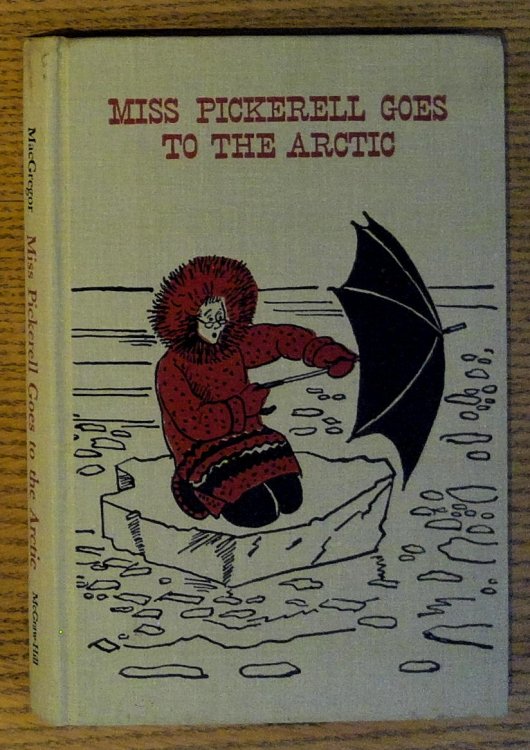 MISS PICKERELL GOES
TO THE ARCTIC
MacGregor Miss Pickerell Goes to the Arctic McGraw-Hill